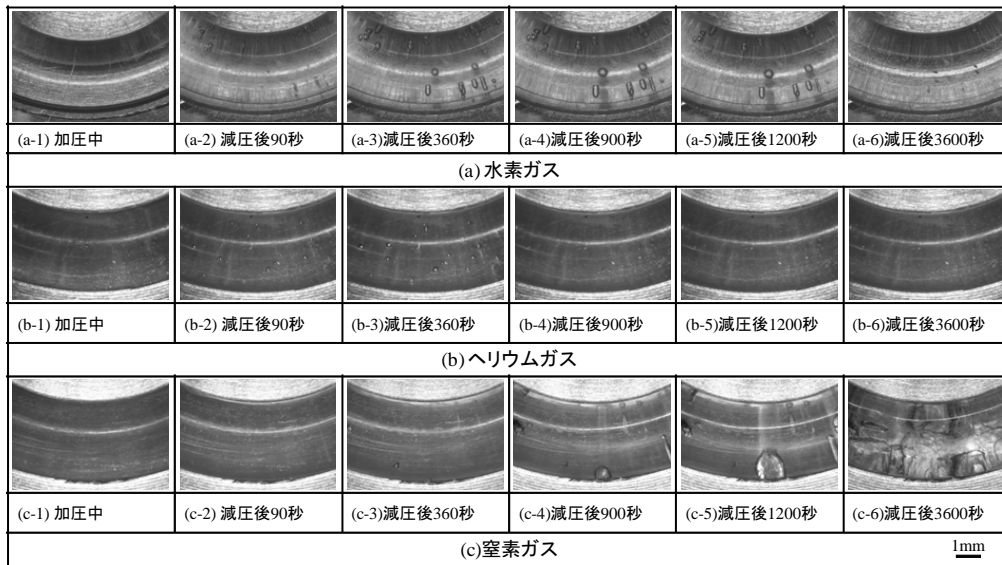 (a-1) 加圧中
(a-2) 減圧後90秒
(a-3)減圧後360秒
(a-4)減圧後900秒
(a-5)減圧後1200秒
(a-6)減圧後3600秒
(a) 水素ガス
(b-1) 加圧中
(b-2) 減圧後90秒
(b-3)減圧後360秒
(b-4)減圧後900秒
(b-5)減圧後1200秒
(b-6)減圧後3600秒
(b) ヘリウムガス
(c-1) 加圧中
(c-2) 減圧後90秒
(c-3)減圧後360秒
(c-4)減圧後900秒
(c-5)減圧後1200秒
(c-6)減圧後3600秒
(c)窒素ガス
1mm